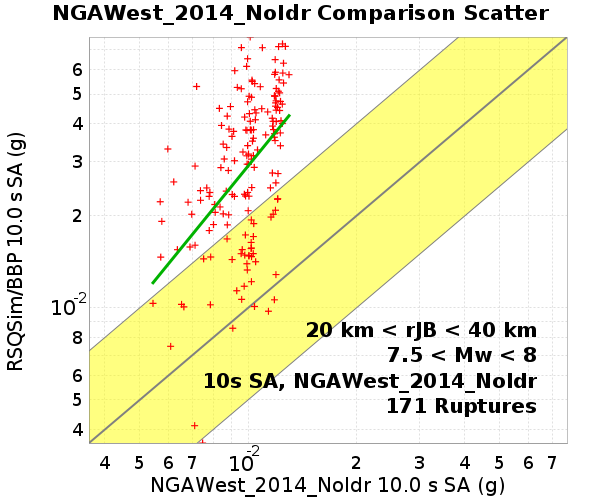 NGAWest_2014_NoIdr Comparison Scatter
RSQSim/BBP 10.0 s SA (g)
6
5
4
3
2
10-2
8
6
5
4
20 km < rJB < 40 km
7.5 < Mw < 8
10s SA, NGAWest_2014_NoIdr
171 Ruptures
4 5 6 7 10-2 2 3 4 5 6 7
NGAWest_2014_NoIdr 10.0 s SA (g)